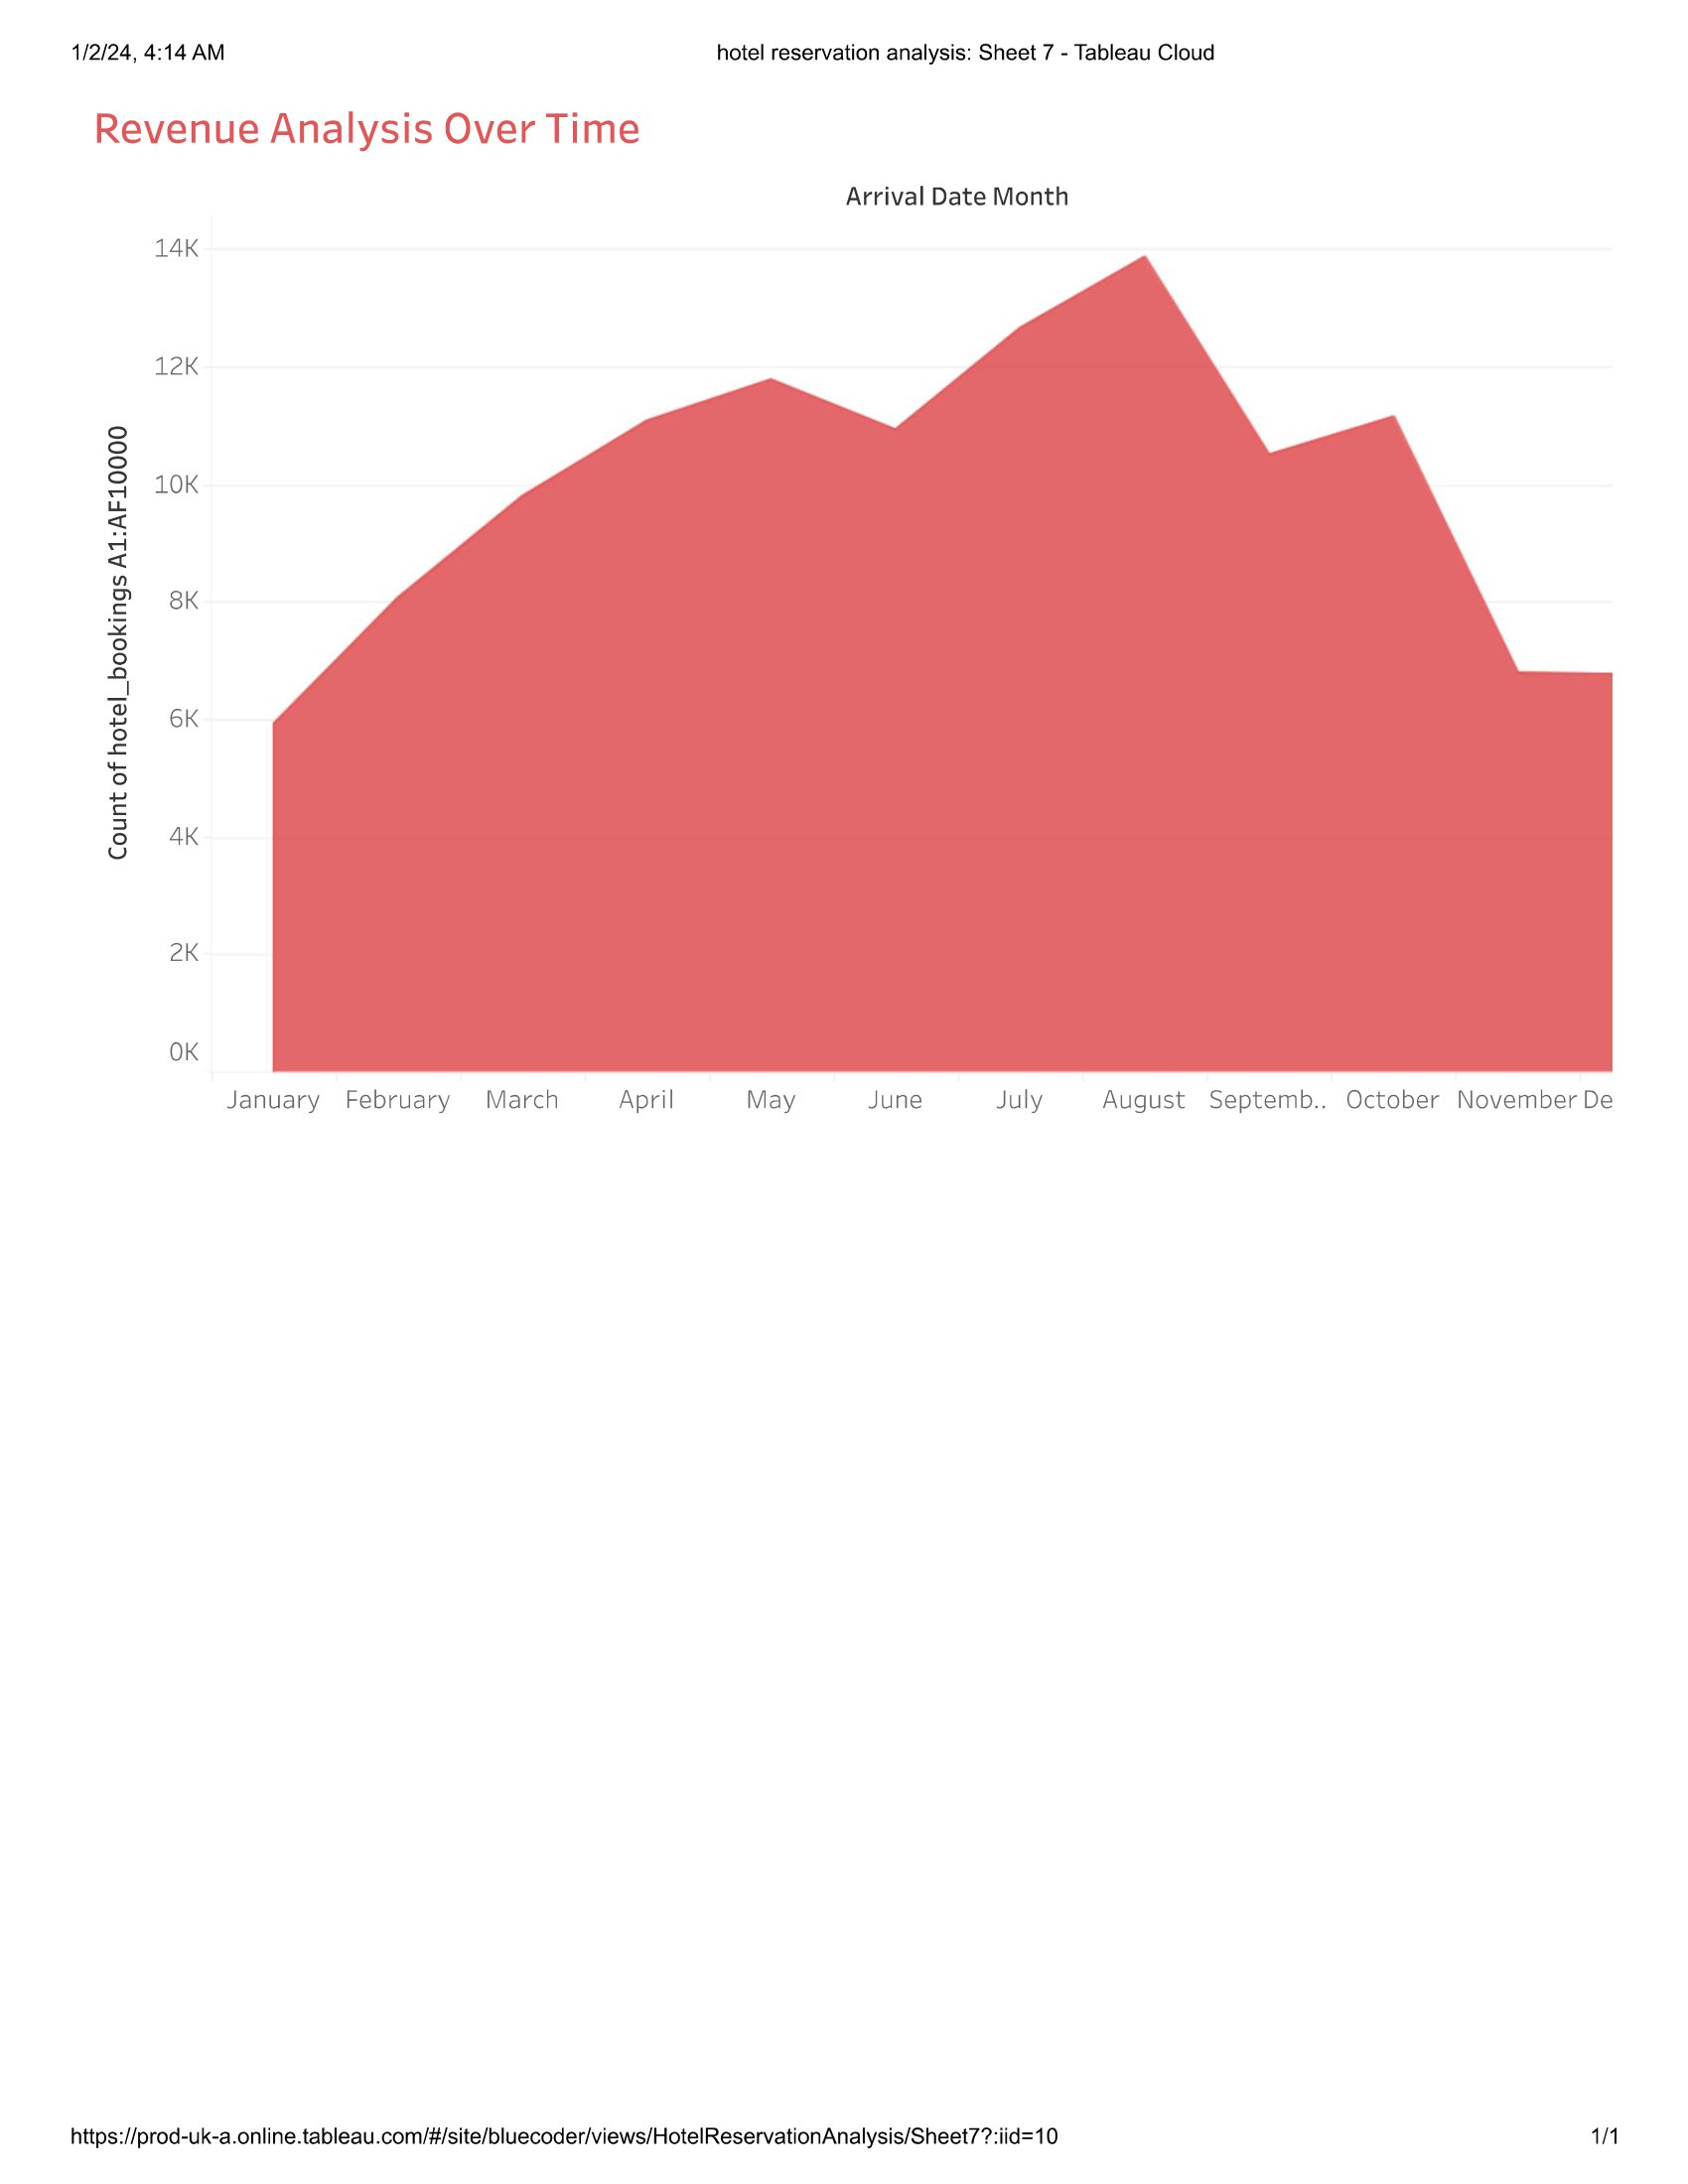 1/2/24, 4:14 AM
hotel reservation analysis: Sheet 7 - Tableau Cloud
Revenue Analysis Over Time
Arrival Date Month
Count of hotel_bookings A1:AF10000
14K
12K
10K
8K
6K
4K
2K
0K
January February March April May June July August Septemb.. October November De
https://prod-uk-a.online.tableau.com/#/site/bluecoder/views/HotelReservationAnalysis/Sheet7?:iid=10
1/1